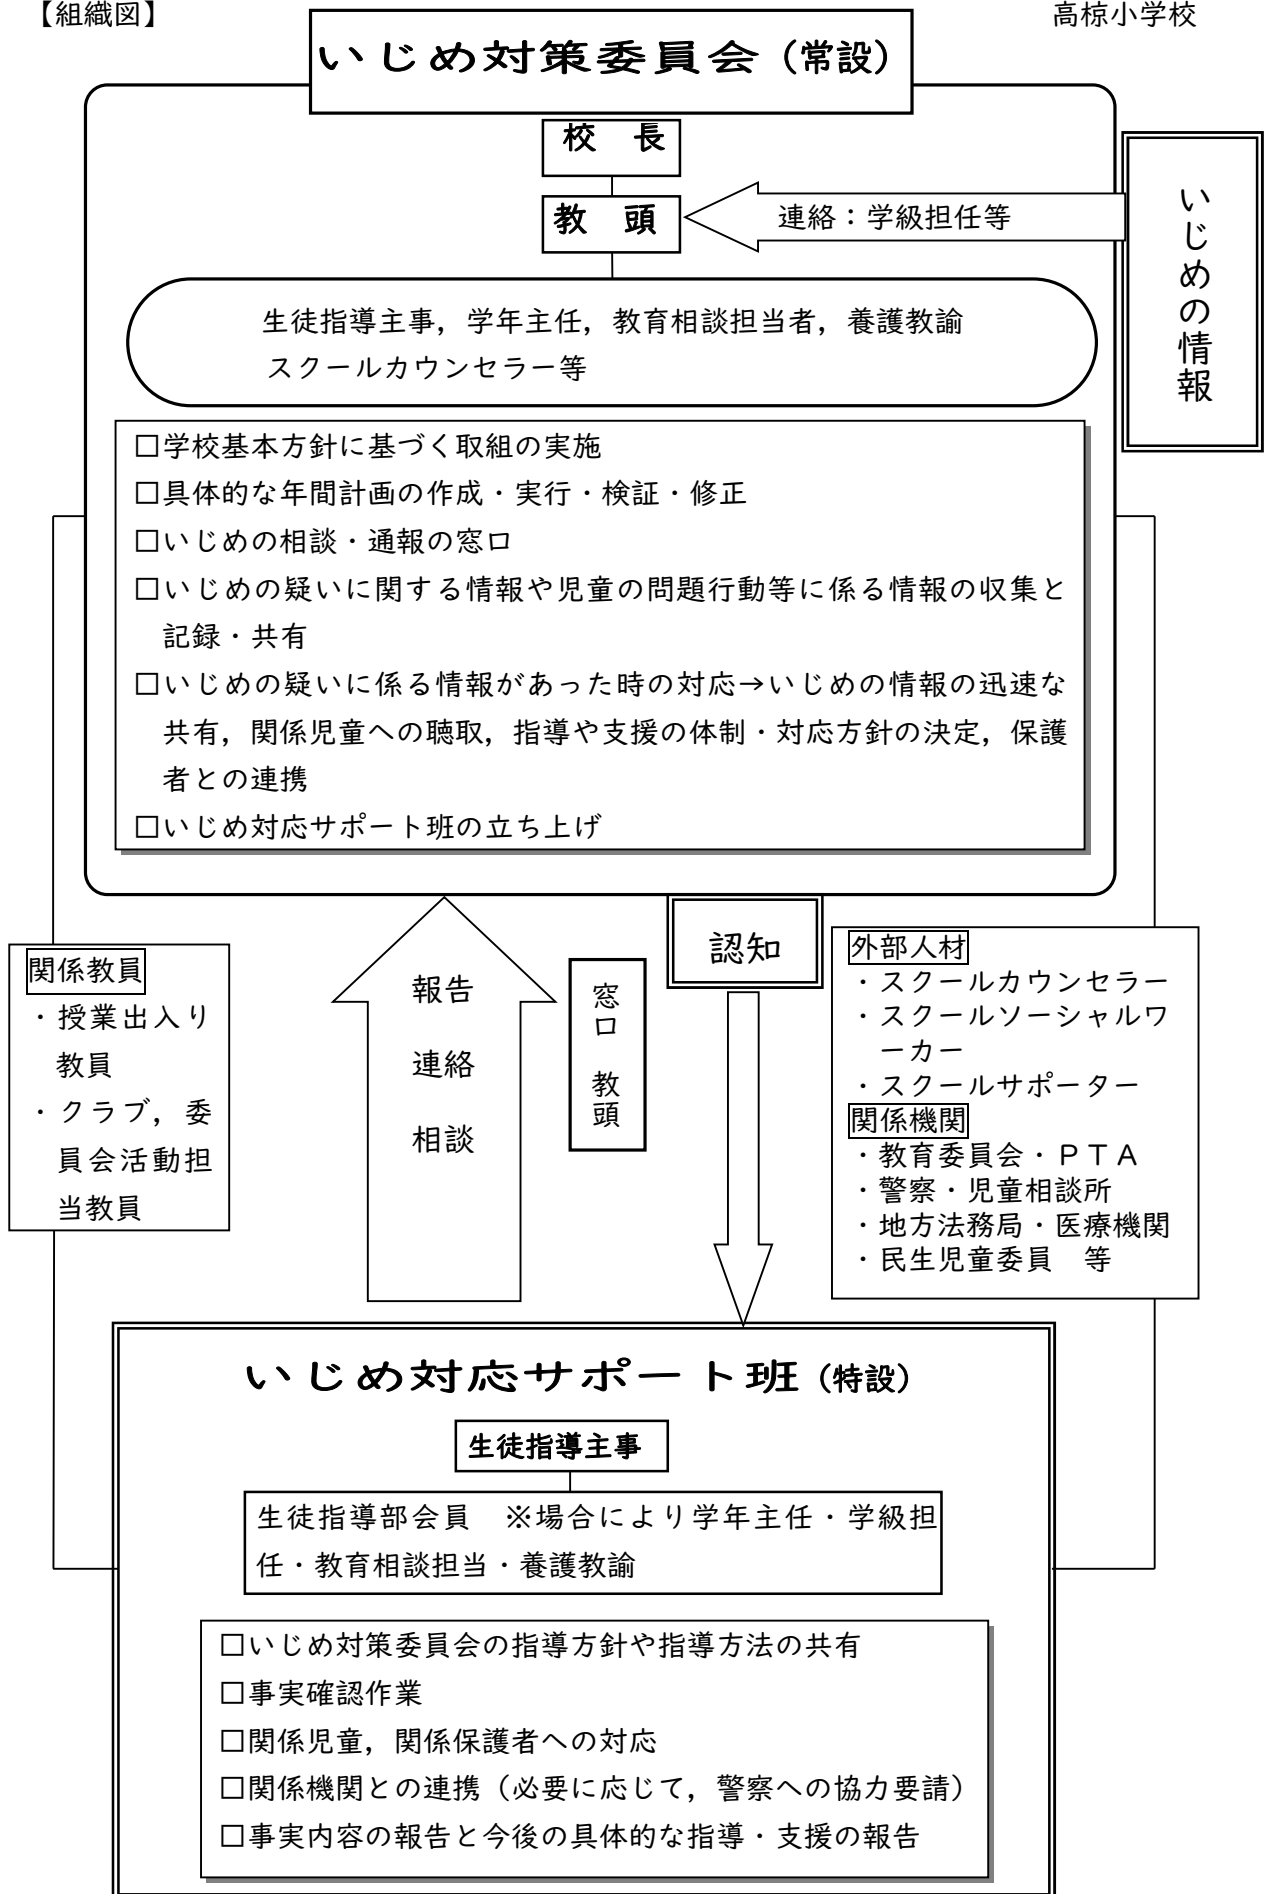 【組織図】
高椋小学校
いじめ対策委員会（常設）
校　長
教　頭
連絡：学級担任等
いじめの情報
生徒指導主事，学年主任，教育相談担当者，養護教諭
スクールカウンセラー等
□学校基本方針に基づく取組の実施
□具体的な年間計画の作成・実行・検証・修正
□いじめの相談・通報の窓口
□いじめの疑いに関する情報や児童の問題行動等に係る情報の収集と
記録・共有
□いじめの疑いに係る情報があった時の対応→いじめの情報の迅速な
共有，関係児童への聴取，指導や支援の体制・対応方針の決定，保護
者との連携
□いじめ対応サポート班の立ち上げ
関係教員
・授業出入り
教員
・クラブ，委
員会活動担
当教員
報告
連絡
相談
窓口　教頭
認知
外部人材
・スクールカウンセラー
・スクールソーシャルワ
ーカー
・スクールサポーター
関係機関
・教育委員会・ＰＴＡ
・警察・児童相談所
・地方法務局・医療機関
・民生児童委員　等
いじめ対応サポート班（特設）
生徒指導主事
生徒指導部会員　※場合により学年主任・学級担
任・教育相談担当・養護教諭
□いじめ対策委員会の指導方針や指導方法の共有
□事実確認作業
□関係児童，関係保護者への対応
□関係機関との連携（必要に応じて，警察への協力要請）
□事実内容の報告と今後の具体的な指導・支援の報告